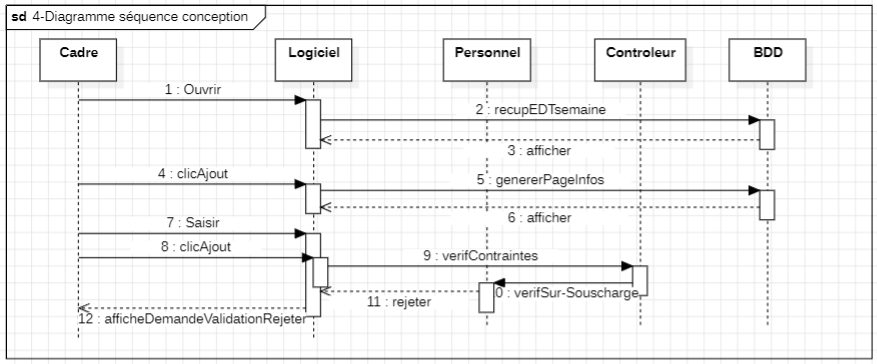 sd 4-Diagramme séquence conception
Cadre
Logiciel
Personnel
Controleur
BDD
1 : Ouvrir
2 : recupEDTsemaine
3 : afficher
4 : clicAjout
5 : genererPageInfos
6 : afficher
7 : Saisir
8 : clicAjout
9 : verifContraintes
0 : verifSur-Souscharge
11 : rejeter
12 : afficheDemandeValidationRejeter